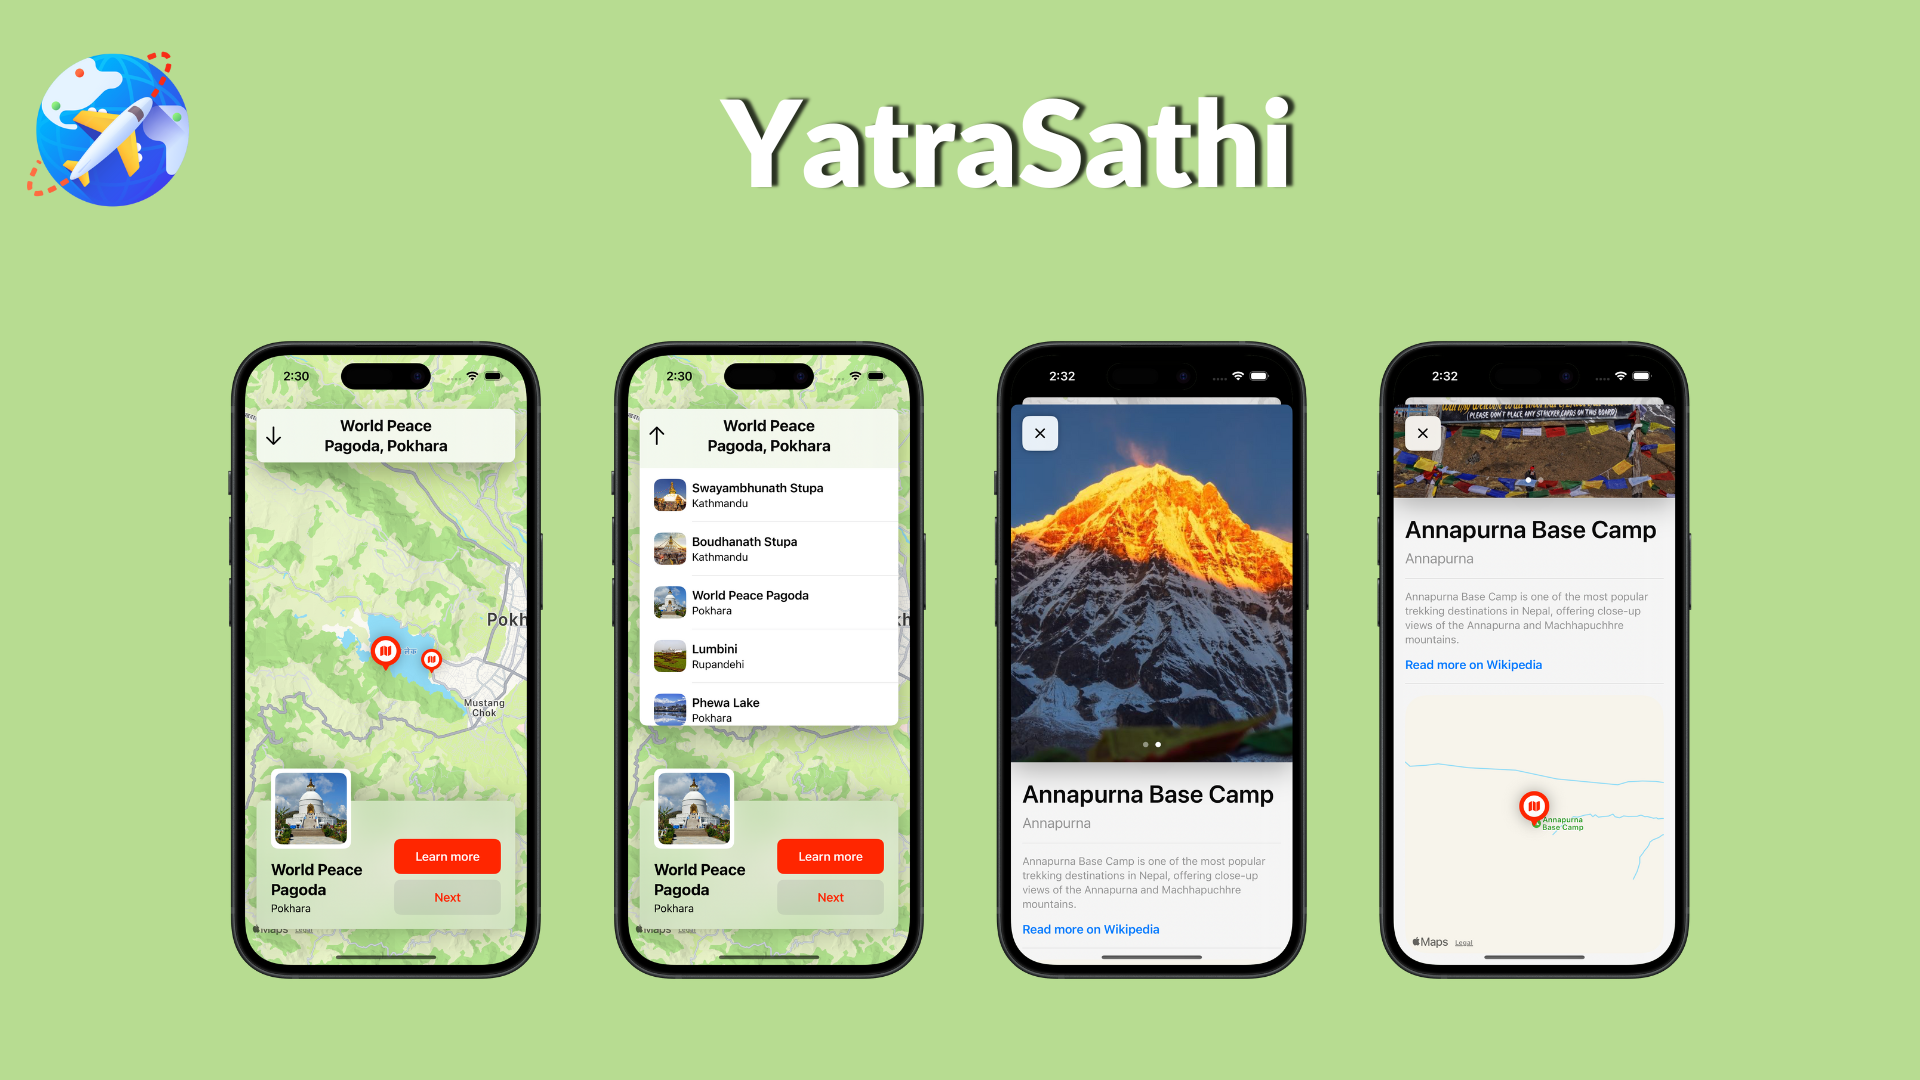 YatraSathi
2:30
World Peace
Pagoda, Pokhara
Pokh
Mustang
Chok
World Peace
Pagoda
Pokhara
Learn more
Next
Maps Legal
2:30
World Peace
Pagoda, Pokhara
Swayambhunath Stupa
Kathmandu
Boudhanath Stupa
Kathmandu
World Peace Pagoda
Pokhara
Lumbini
Rupandehi
Phewa Lake
Pokhara
kh
World Peace
Pagoda
Pokhara
Learn more
Next
Maps Legal
2:32
Annapurna Base Camp
Annapurna
Annapurna Base Camp is one of the most popular
trekking destinations in Nepal, offering close-up
views of the Annapurna and Machhapuchhre
mountains.
Read more on Wikipedia
2:32
(PLEASE DON'T PLACE ANY STRICKER, CARDS ON THIS BOARD)
Annapurna Base Camp
Annapurna
Annapurna Base Camp is one of the most popular
trekking destinations in Nepal, offering close-up
views of the Annapurna and Machhapuchhre
mountains.
Read more on Wikipedia
Annapurna
Base Camp
Maps Legal